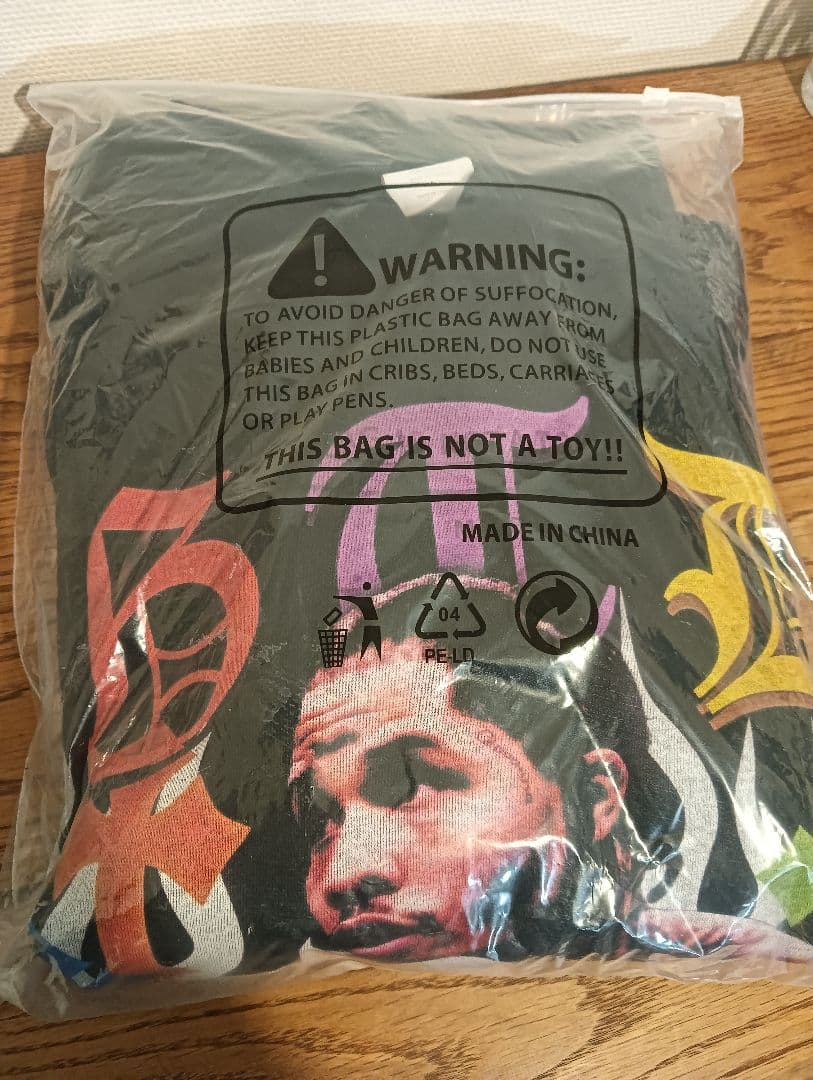 WARNING:
TO AVOID DANGER OF SUFFOCATION,
KEEP THIS PLASTIC BAG AWAY FROM
BABIES AND CHILDREN, DO NOT USE
THIS BAG IN CRIBS, BEDS, CARRIAGES
OR PLAY PENS.
THIS BAG IS NOT A TOY!!
MADE IN CHINA
04
PE-LD